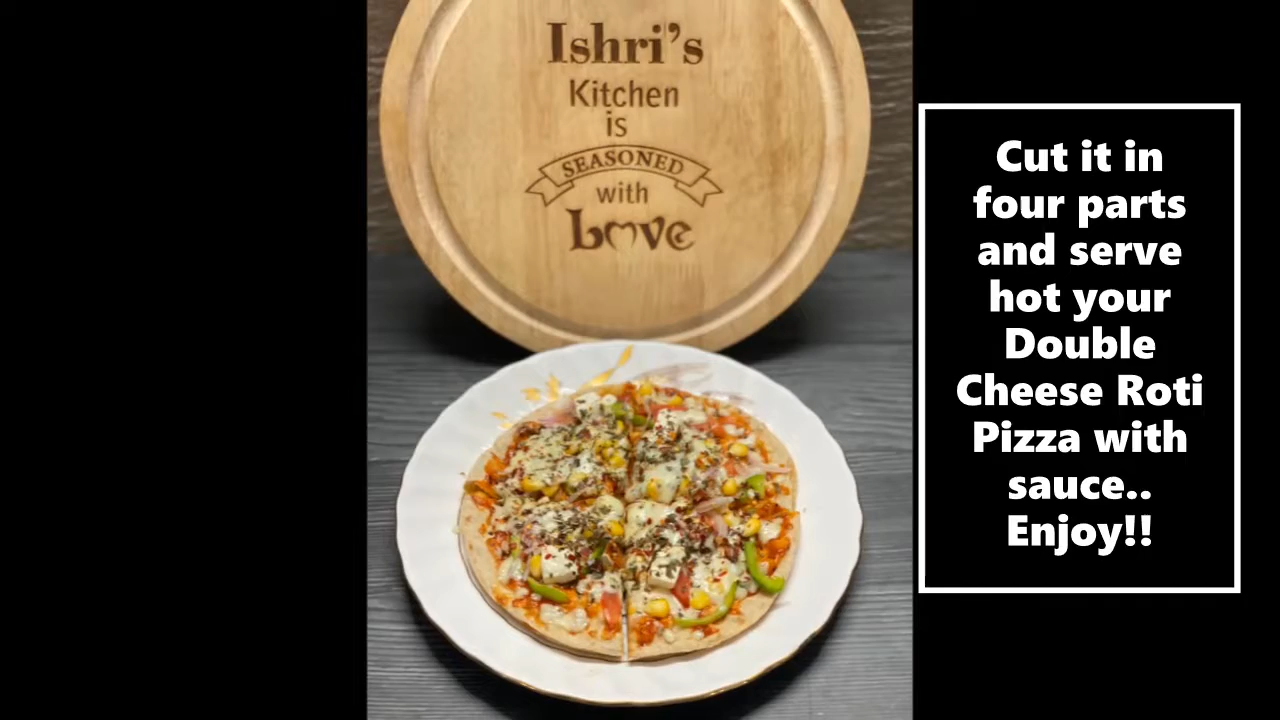 Ishri's
Kitchen
is
SEASONED
with
Love
Cut it in
four parts
and serve
hot your
Double
Cheese Roti
Pizza with
sauce..
Enjoy!!